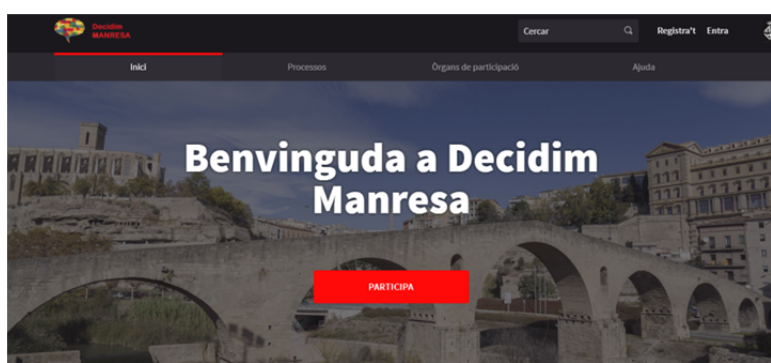 Decidim
MANRESA
Cercar
Registra't Entra
Inici Processos Òrgans de participació Ajuda
Benvinguda a Decidim
Manresa
PARTICIPA